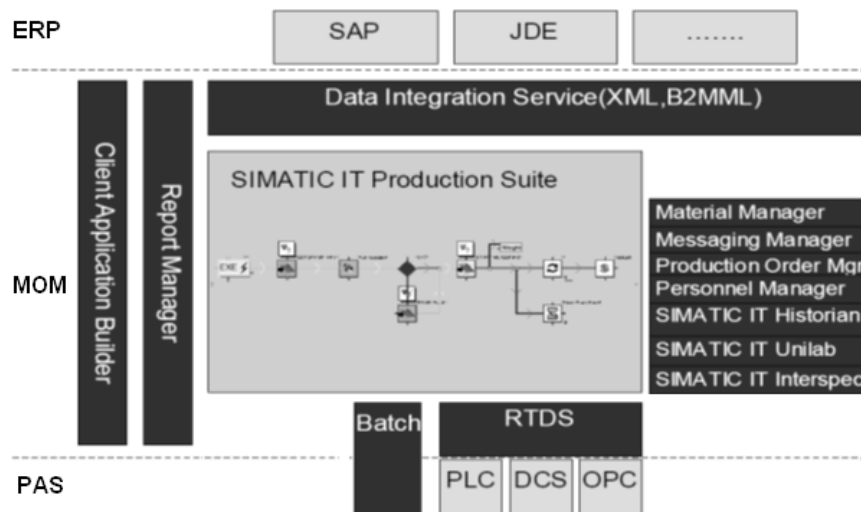 ERP
SAP
JDE
.......
Data Integration Service(XML,B2MML)
Client Application Builder
Report Manager
SIMATIC IT Production Suite
EXE
MOM
Material Manager
Messaging Manager
Production Order Mgr
Personnel Manager
SIMATIC IT Historian
SIMATIC IT Unilab
SIMATIC IT Interspec
Batch
RTDS
PAS
PLC
DCS
OPC